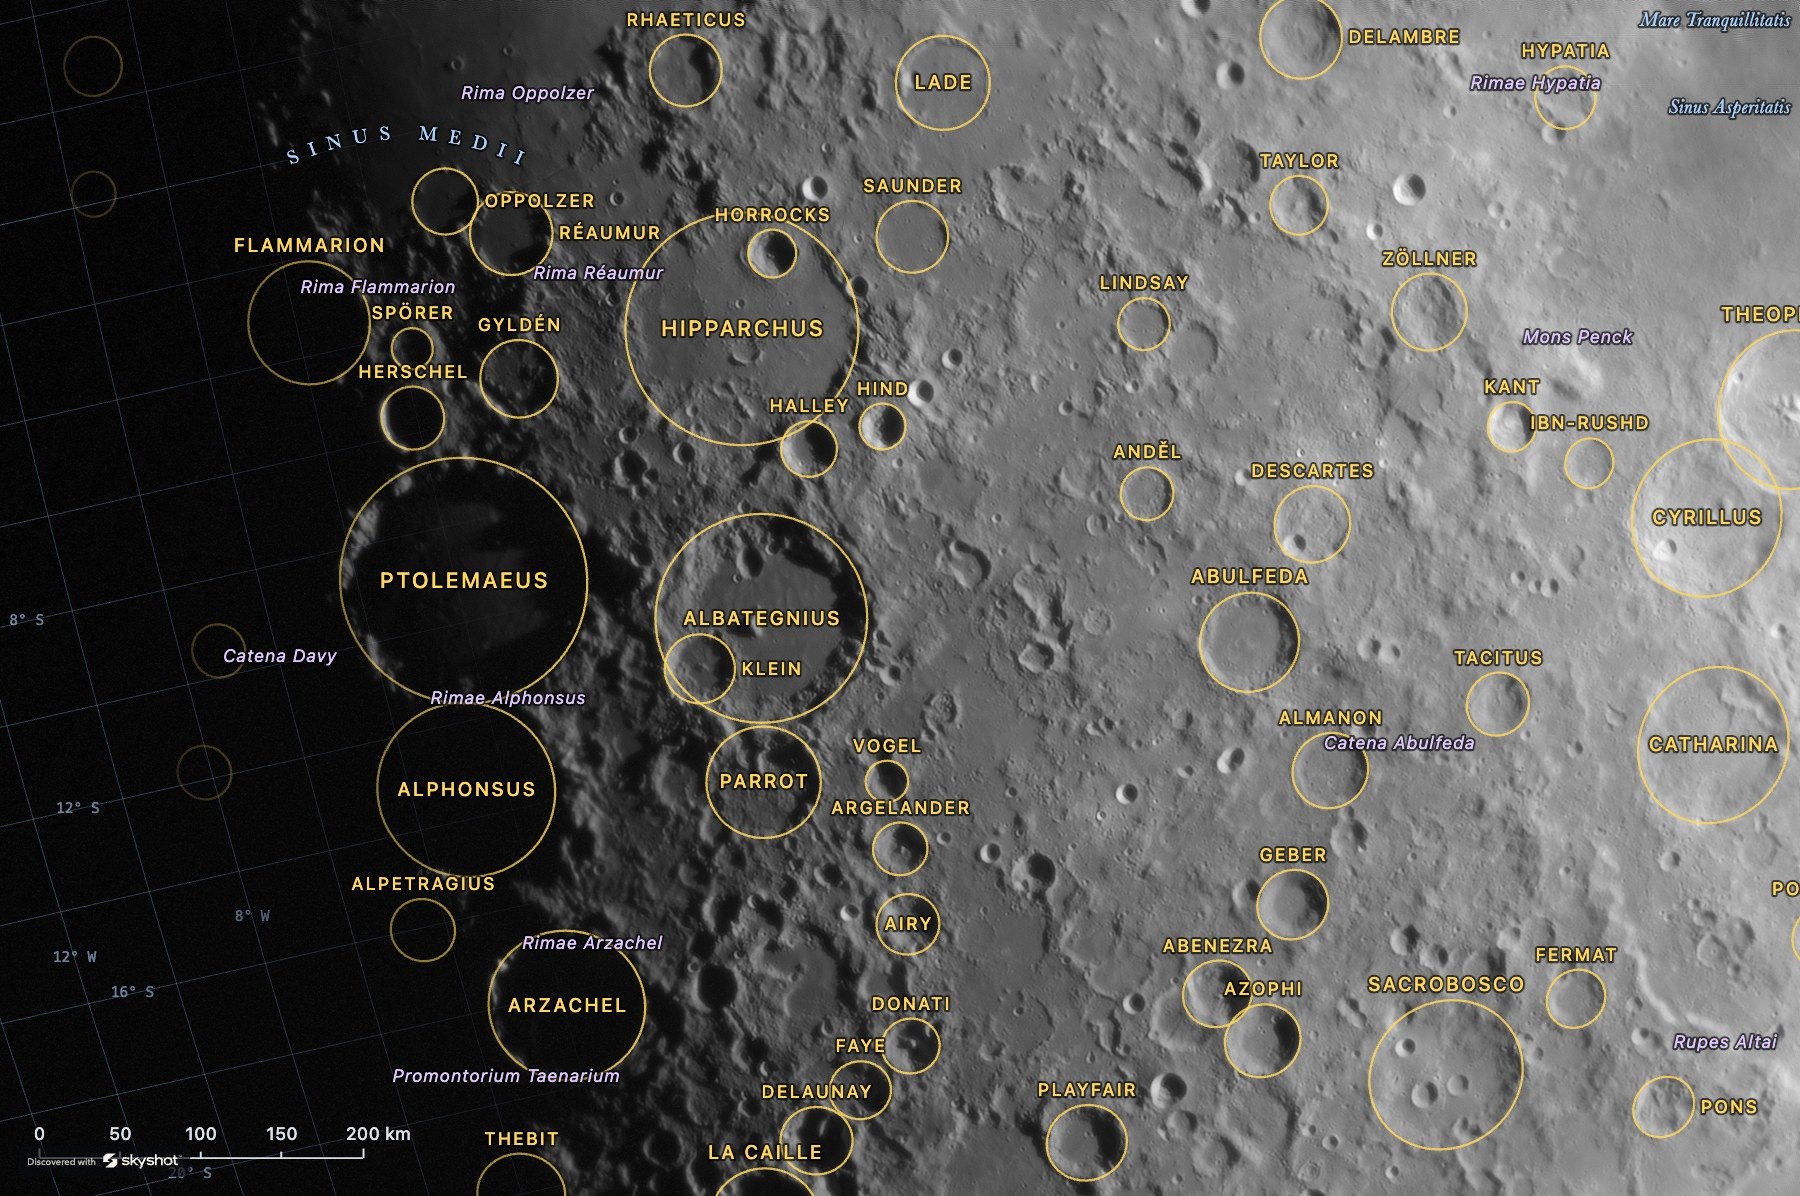 RHAETICUS
Mare Tranquillitatis
DELAMBRE
HYPATIA
LADE
Rimae Hypatia
Rima Oppolzer
Sinus Asperitatis
SINUS MEDII
TAYLOR
SAUNDER
OPPOLZER
HORROCKS
RÉAUMUR
FLAMMARION
ZÖLLNER
Rima Réaumur
LINDSAY
Rima Flammarion
SPÖRER
THEOP
GYLDÉN
HIPPARCHUS
Mons Penck
HERSCHEL
KANT
HIND
HALLEY
IBN-RUSHD
ANDĚL
DESCARTES
CYRILLUS
ABULFEDA
PTOLEMAEUS
ALBATEGNIUS
8° S
Catena Davy
TACITUS
KLEIN
Rimae Alphonsus
ALMANON
Catena Abulfeda
CATHARINA
VOGEL
PARROT
ALPHONSUS
12° S
ARGELANDER
GEBER
ALPETRAGIUS
PO
8° W
AIRY
Rimae Arzachel
ABENEZRA
FERMAT
12° W
SACROBOSCO
AZOPHI
16° S
ARZACHEL
DONATI
Rupes Altai
FAYE
Promontorium Taenarium
DELAUNAY
PLAYFAIR
PONS
0 50 100 150 200 km
THEBIT
LA CAILLE
Discovered with skyshot
20° S